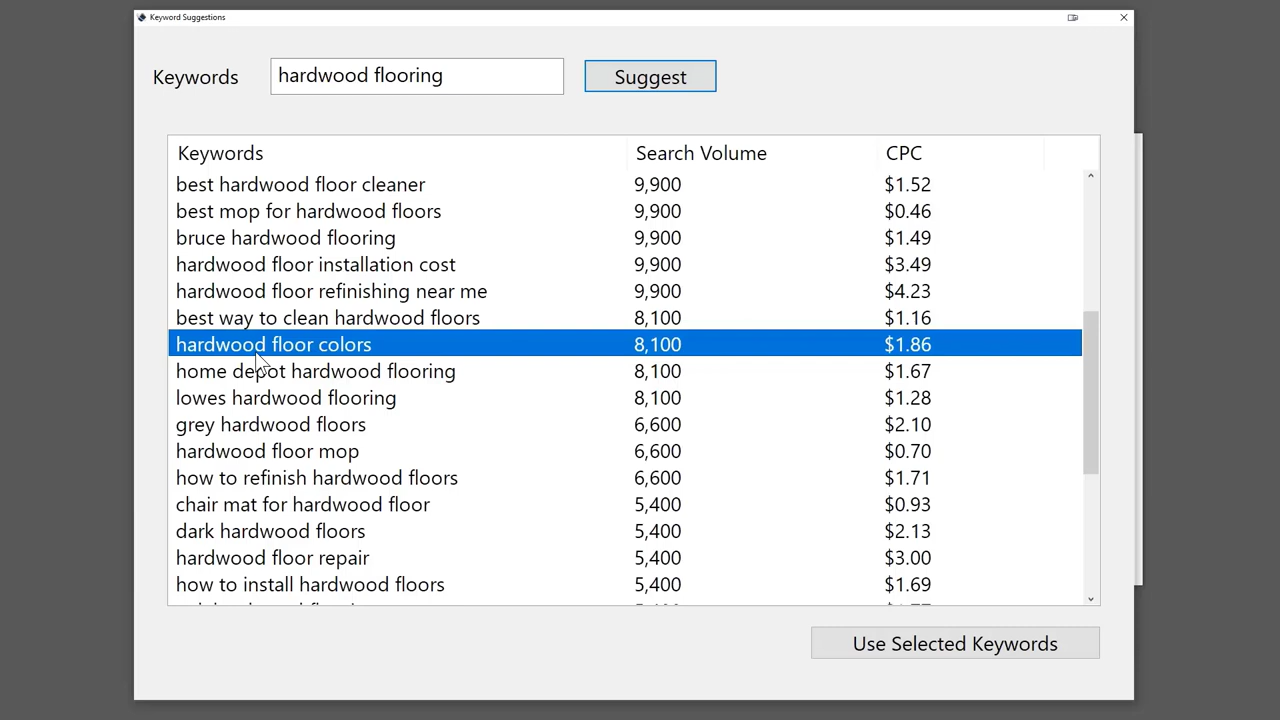 Keyword Suggestions
Keywords hardwood flooring Suggest
Keywords Search Volume CPC
best hardwood floor cleaner 9,900 $1.52
best mop for hardwood floors 9,900 $0.46
bruce hardwood flooring 9,900 $1.49
hardwood floor installation cost 9,900 $3.49
hardwood floor refinishing near me 9,900 $4.23
best way to clean hardwood floors 8,100 $1.16
hardwood floor colors 8,100 $1.86
home depot hardwood flooring 8,100 $1.67
lowes hardwood flooring 8,100 $1.28
grey hardwood floors 6,600 $2.10
hardwood floor mop 6,600 $0.70
how to refinish hardwood floors 6,600 $1.71
chair mat for hardwood floor 5,400 $0.93
dark hardwood floors 5,400 $2.13
hardwood floor repair 5,400 $3.00
how to install hardwood floors 5,400 $1.69
Use Selected Keywords